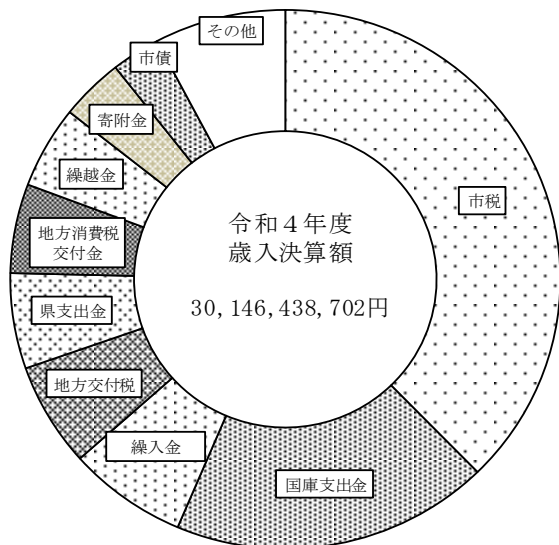 その他
市債
寄附金
繰越金
地方消費税
交付金
県支出金
地方交付税
繰入金
国庫支出金
市税
令和４年度
歳入決算額
30,146,438,702円